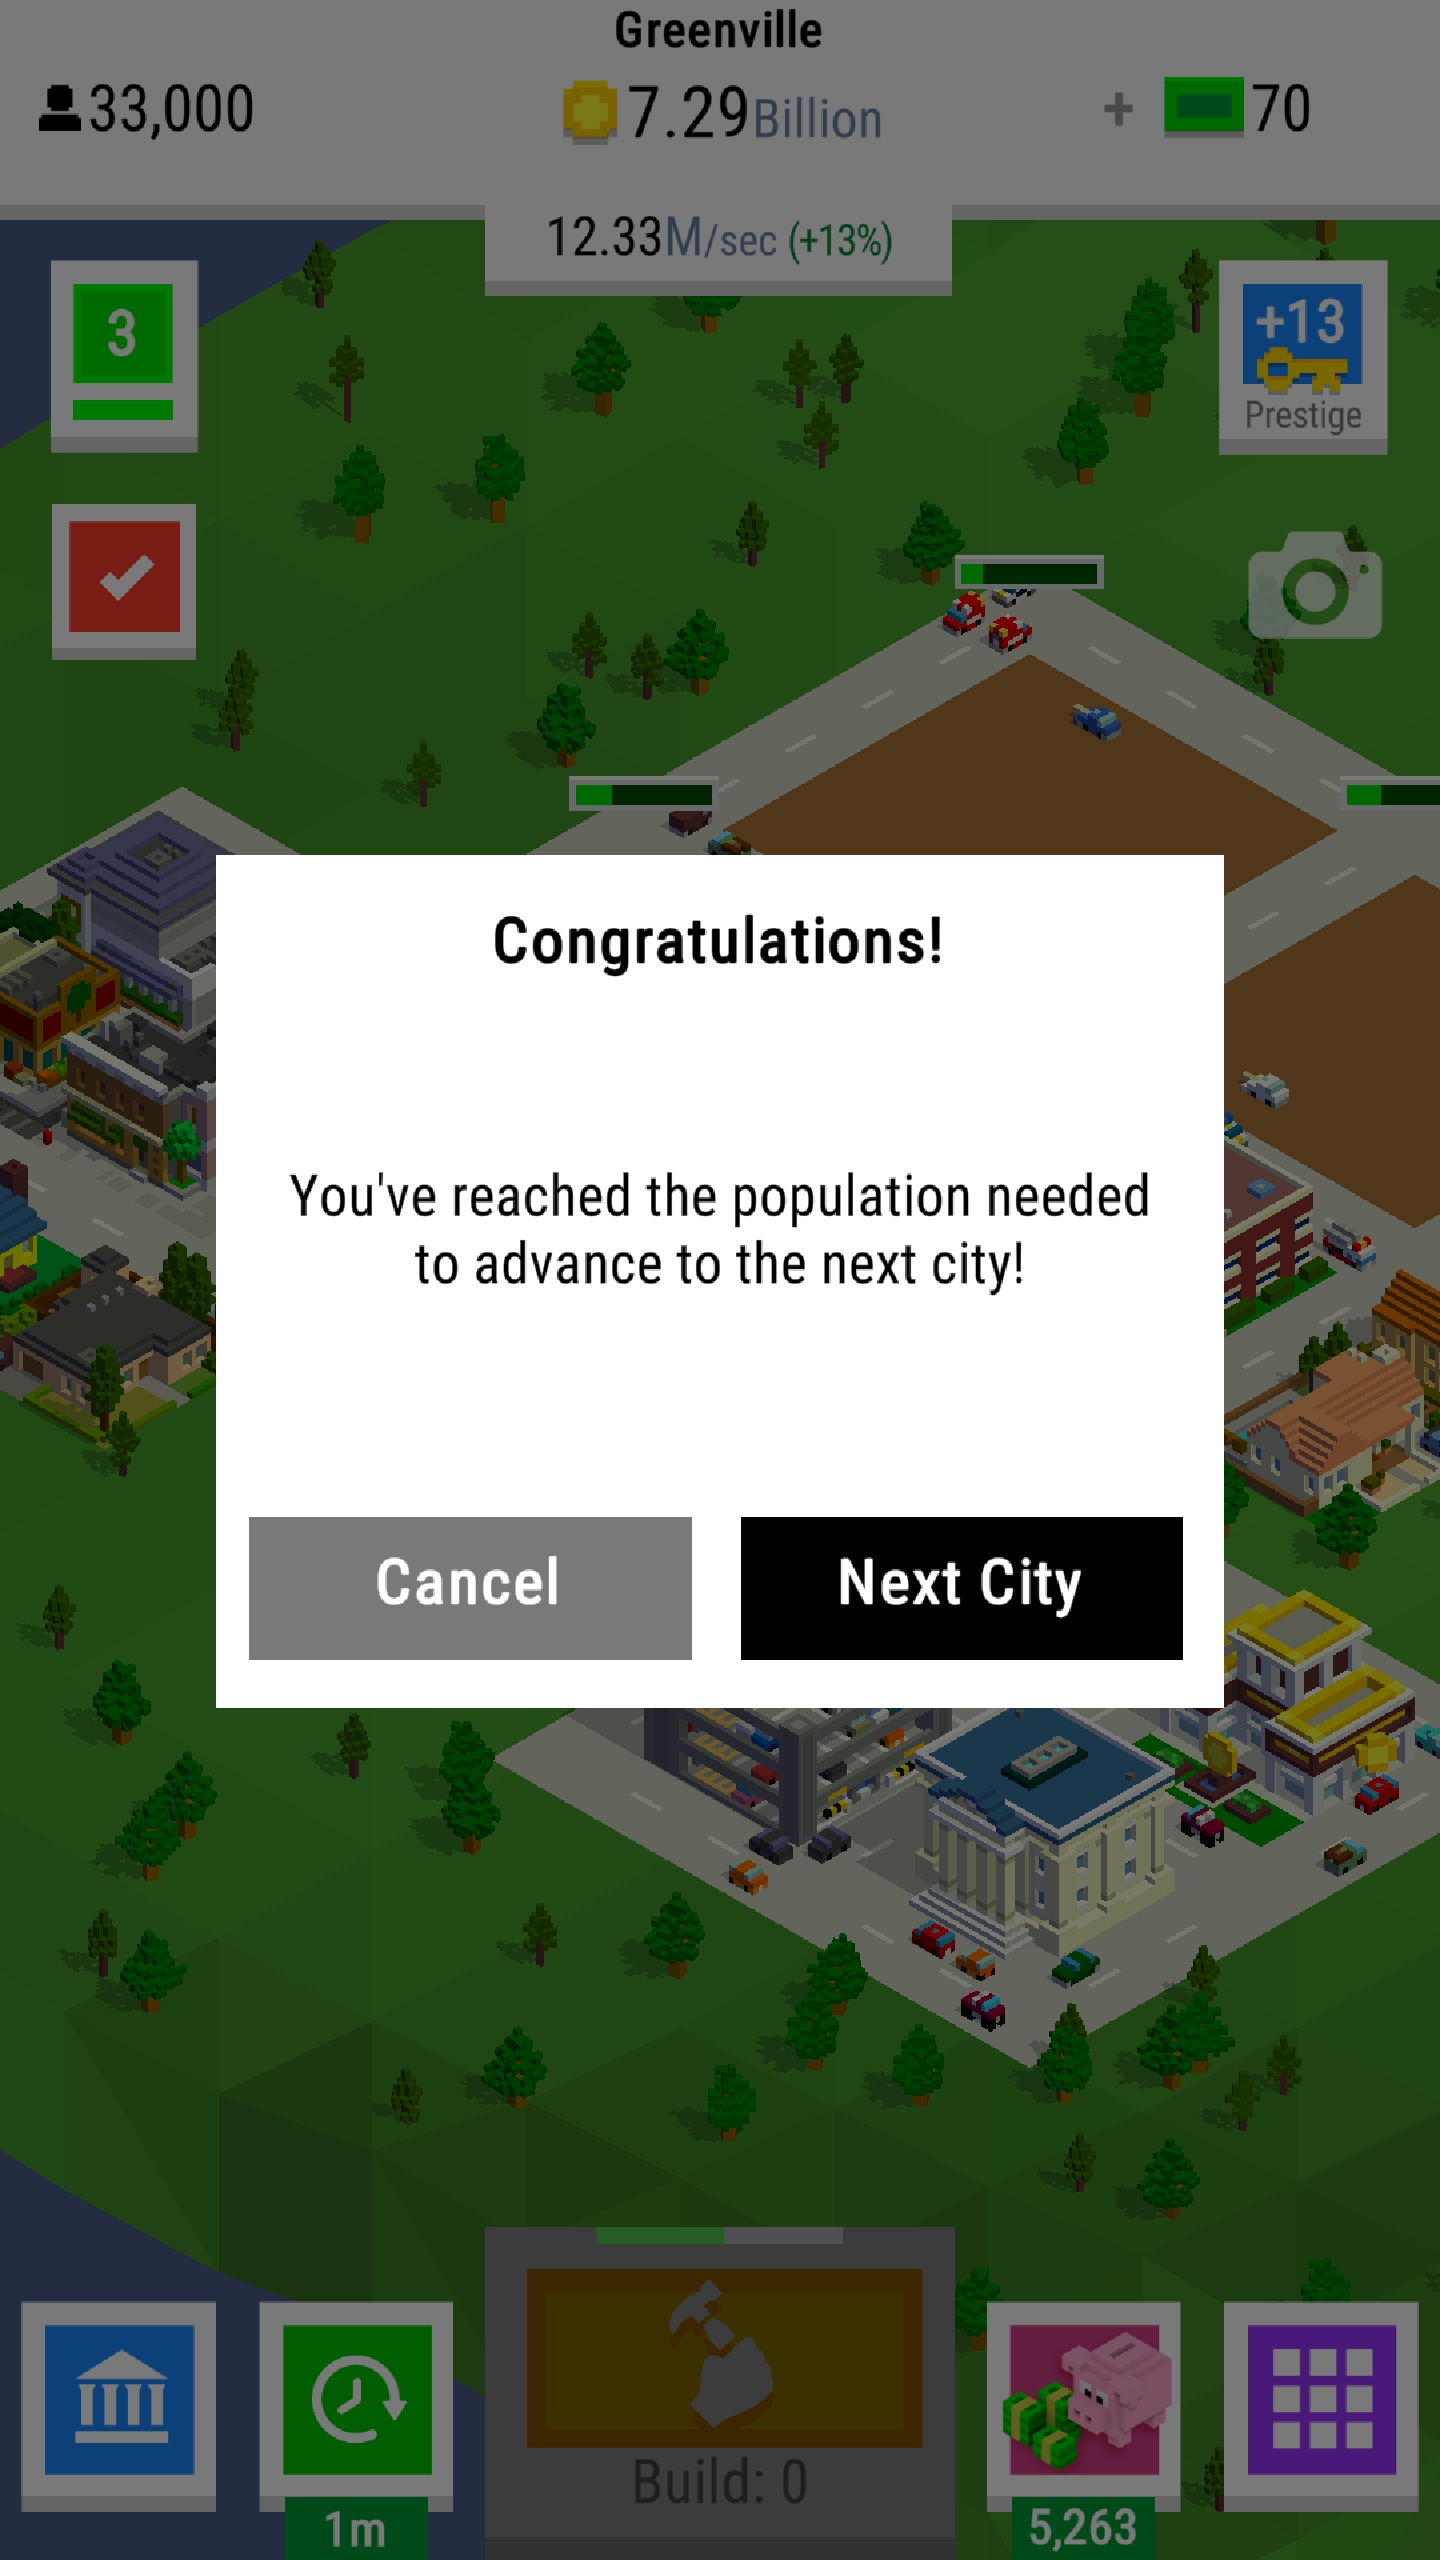 Greenville
33,000
7.29Billion
+ 70
12.33M/sec (+13%)
3
+13
Prestige
Congratulations!
You've reached the population needed
to advance to the next city!
Cancel
Next City
Build: 0
1m
5,263